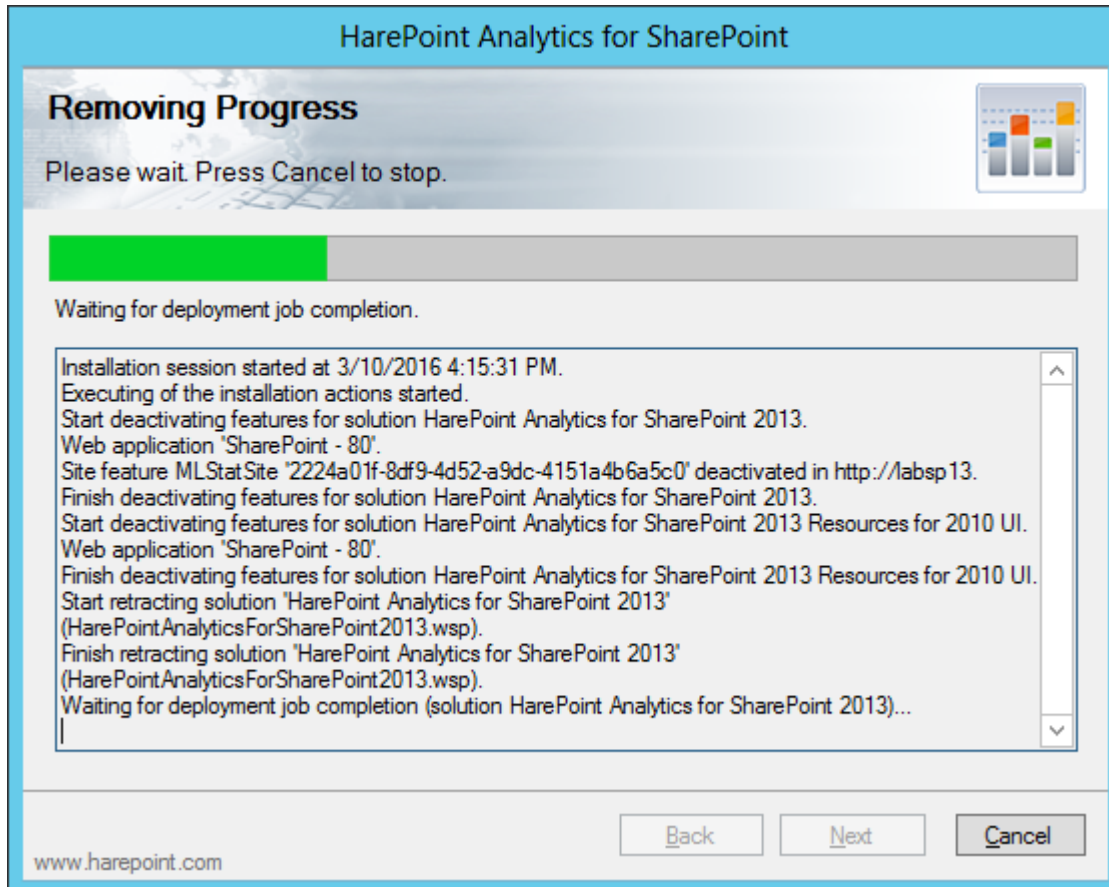 HarePoint Analytics for SharePoint
Removing Progress
Please wait. Press Cancel to stop.
Waiting for deployment job completion.
Installation session started at 3/10/2016 4:15:31 PM.
Executing of the installation actions started.
Start deactivating features for solution HarePoint Analytics for SharePoint 2013.
Web application 'SharePoint - 80'.
Site feature MLStatSite '2224a01f-8df9-4d52-a9dc-4151a4b6a5c0' deactivated in http://labsp13.
Finish deactivating features for solution HarePoint Analytics for SharePoint 2013.
Start deactivating features for solution HarePoint Analytics for SharePoint 2013 Resources for 2010 UI.
Web application 'SharePoint - 80'.
Finish deactivating features for solution HarePoint Analytics for SharePoint 2013 Resources for 2010 UI.
Start retracting solution 'HarePoint Analytics for SharePoint 2013'
(HarePointAnalyticsForSharePoint2013.wsp).
Finish retracting solution 'HarePoint Analytics for SharePoint 2013'
(HarePointAnalyticsForSharePoint2013.wsp).
Waiting for deployment job completion (solution HarePoint Analytics for SharePoint 2013)...
Back Next Cancel
www.harepoint.com